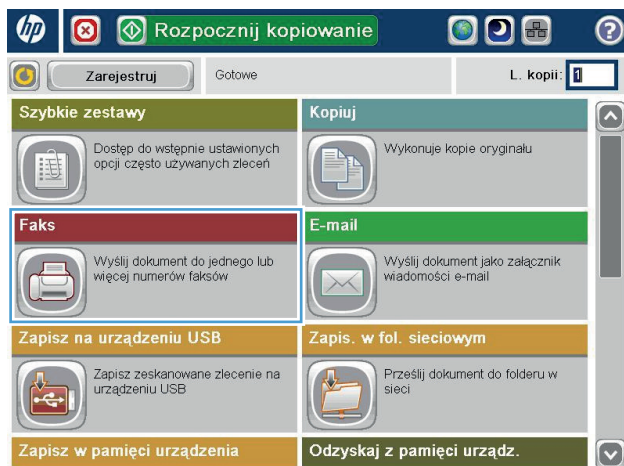 hp
Rozpocznij kopiowanie
?
Zarejestruj
Gotowe
L. kopii: 1
Szybkie zestawy
Kopiuj
Dostęp do wstępnie ustawionych
opcji często używanych zleceń
Wykonuje kopie oryginału
Faks
E-mail
Wyślij dokument do jednego lub
więcej numerów faksów
Wyślij dokument jako załącznik
wiadomości e-mail
Zapisz na urządzeniu USB
Zapis. w fol. sieciowym
Zapisz zeskanowane zlecenie na
urządzeniu USB
Prześlij dokument do folderu w
sieci
Zapisz w pamięci urządzenia
Odzyskaj z pamięci urządz.